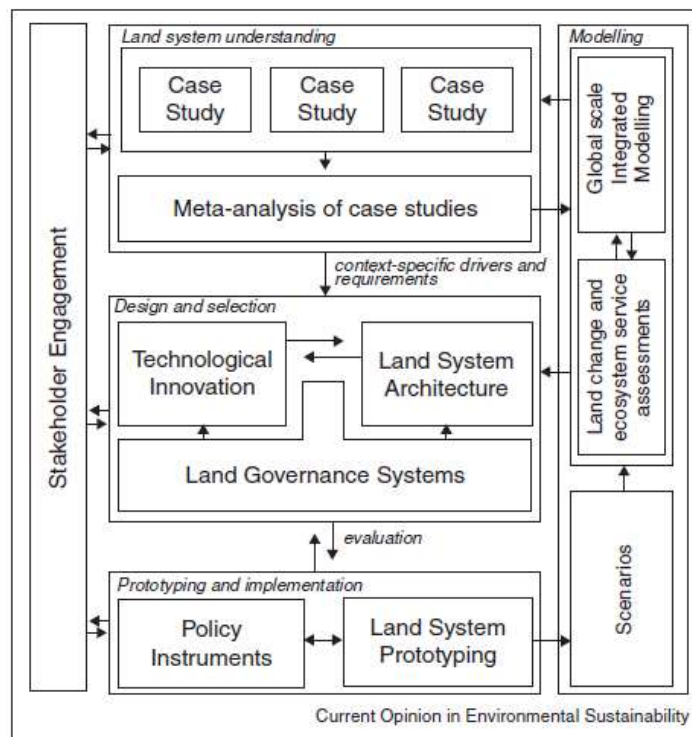 Stakeholder Engagement
Land system understanding
Case
Study
Case
Study
Case
Study
Meta-analysis of case studies
context-specific drivers and
requirements
Design and selection
Technological
Innovation
Land System
Architecture
Land Governance Systems
evaluation
Prototyping and implementation
Policy
Instruments
Land System
Prototyping
Modelling
Global scale
Integrated
Modelling
Land change and
ecosystem service
assessments
Scenarios
Current Opinion in Environmental Sustainability